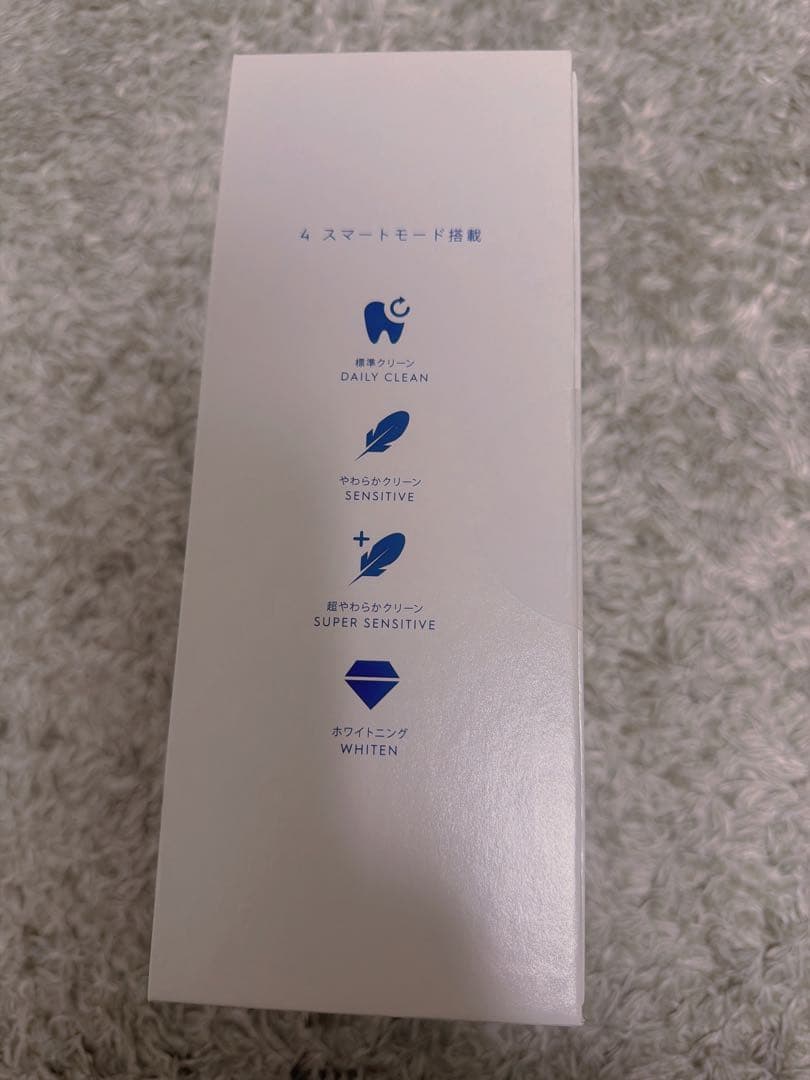 4 スマートモード搭載
標準クリーン
DAILY CLEAN
やわらかクリーン
SENSITIVE
超やわらかクリーン
SUPER SENSITIVE
ホワイトニング
WHITEN